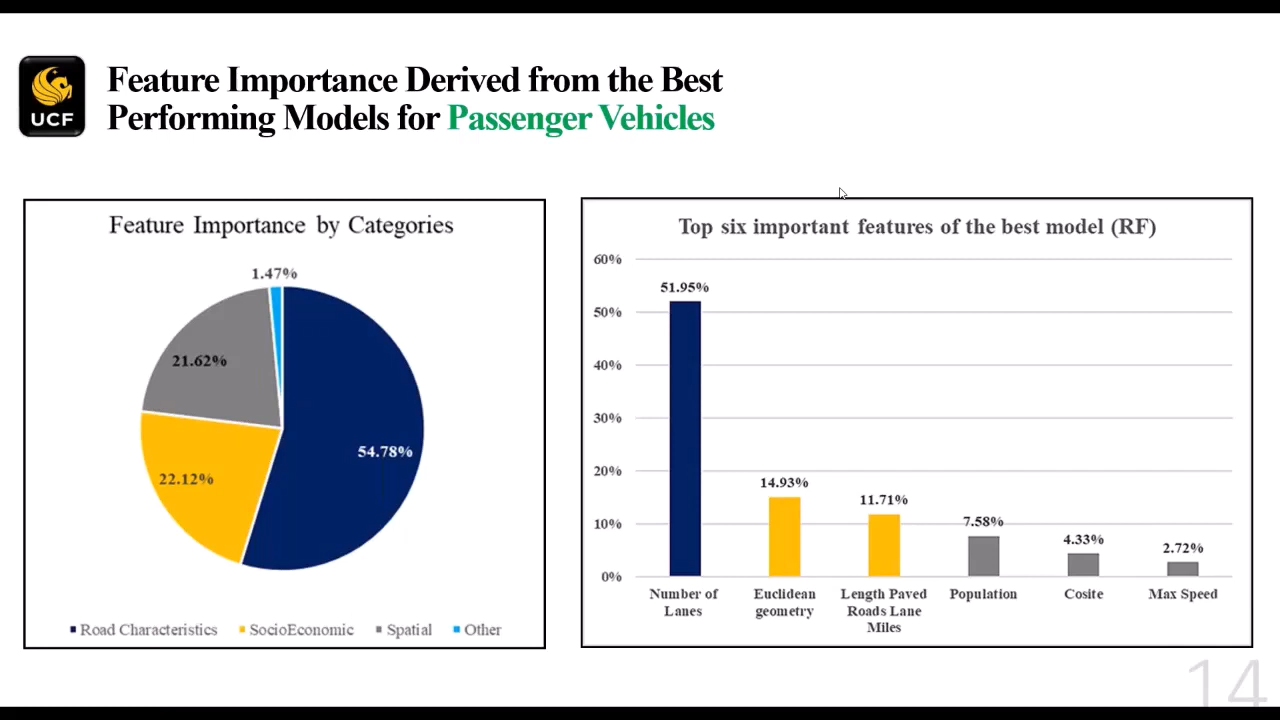 UCF
Feature Importance Derived from the Best
Performing Models for Passenger Vehicles
Feature Importance by Categories
1.47%
21.62%
54.78%
22.12%
Road Characteristics SocioEconomic Spatial Other
Top six important features of the best model (RF)
60%
51.95%
50%
40%
30%
20%
14.93%
11.71%
10%
7.58%
4.33%
2.72%
0%
Number of
Lanes
Euclidean
geometry
Length Paved
Roads Lane
Miles
Population
Cosite
Max Speed
14